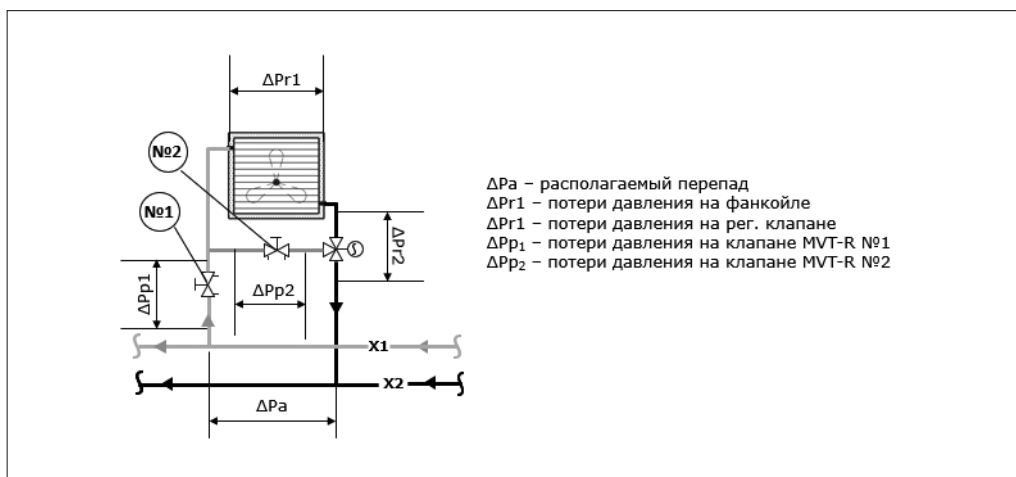 ΔPr1
№2
№1
ΔPr2
ΔPp1
ΔPp2
X1
X2
ΔPa
ΔPa – располагаемый перепад
ΔPr1 – потери давления на фанкойле
ΔPr1 – потери давления на рег. клапане
ΔPp₁ – потери давления на клапане MVT-R №1
ΔPp₂ – потери давления на клапане MVT-R №2